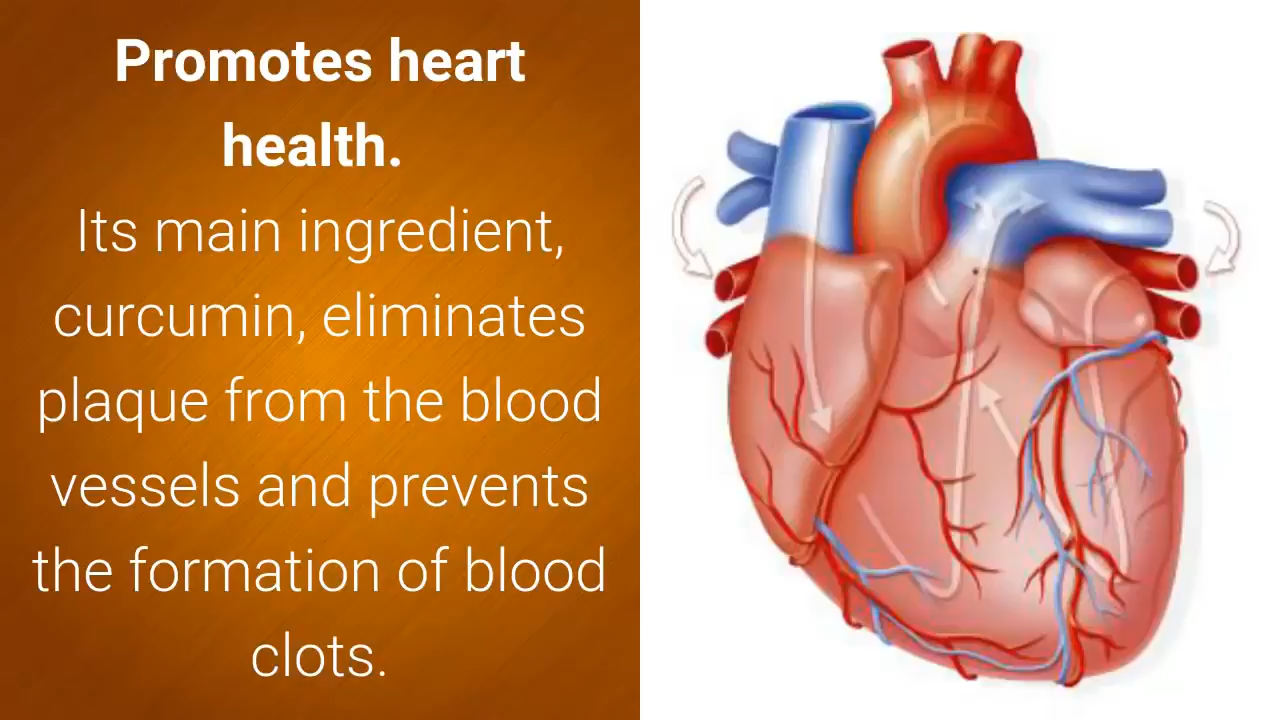 Promotes heart
health.
Its main ingredient,
curcumin, eliminates
plaque from the blood
vessels and prevents
the formation of blood
clots.